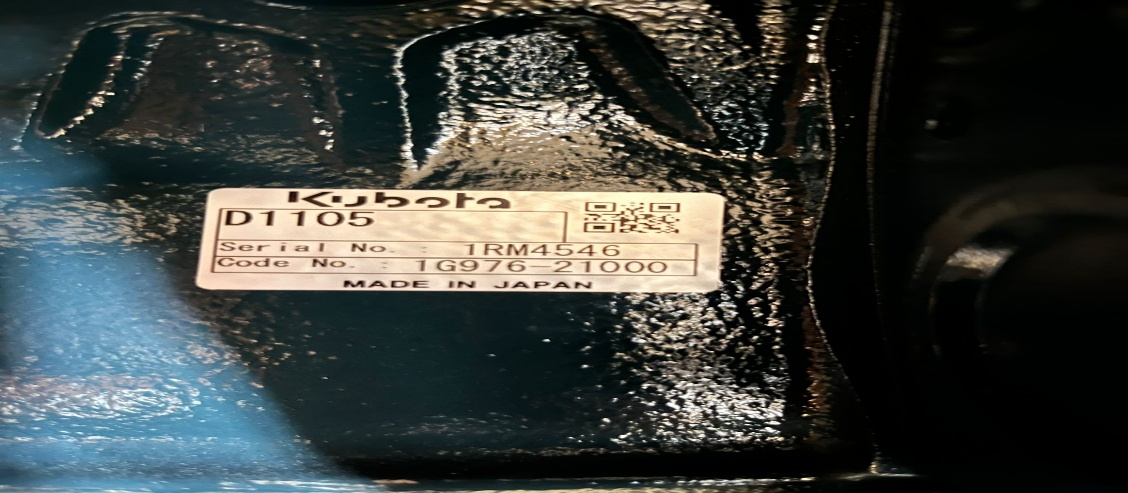 Kubota
D1105
Serial No. : 1RM4546
Code No. : 1G976-21000
MADE IN JAPAN